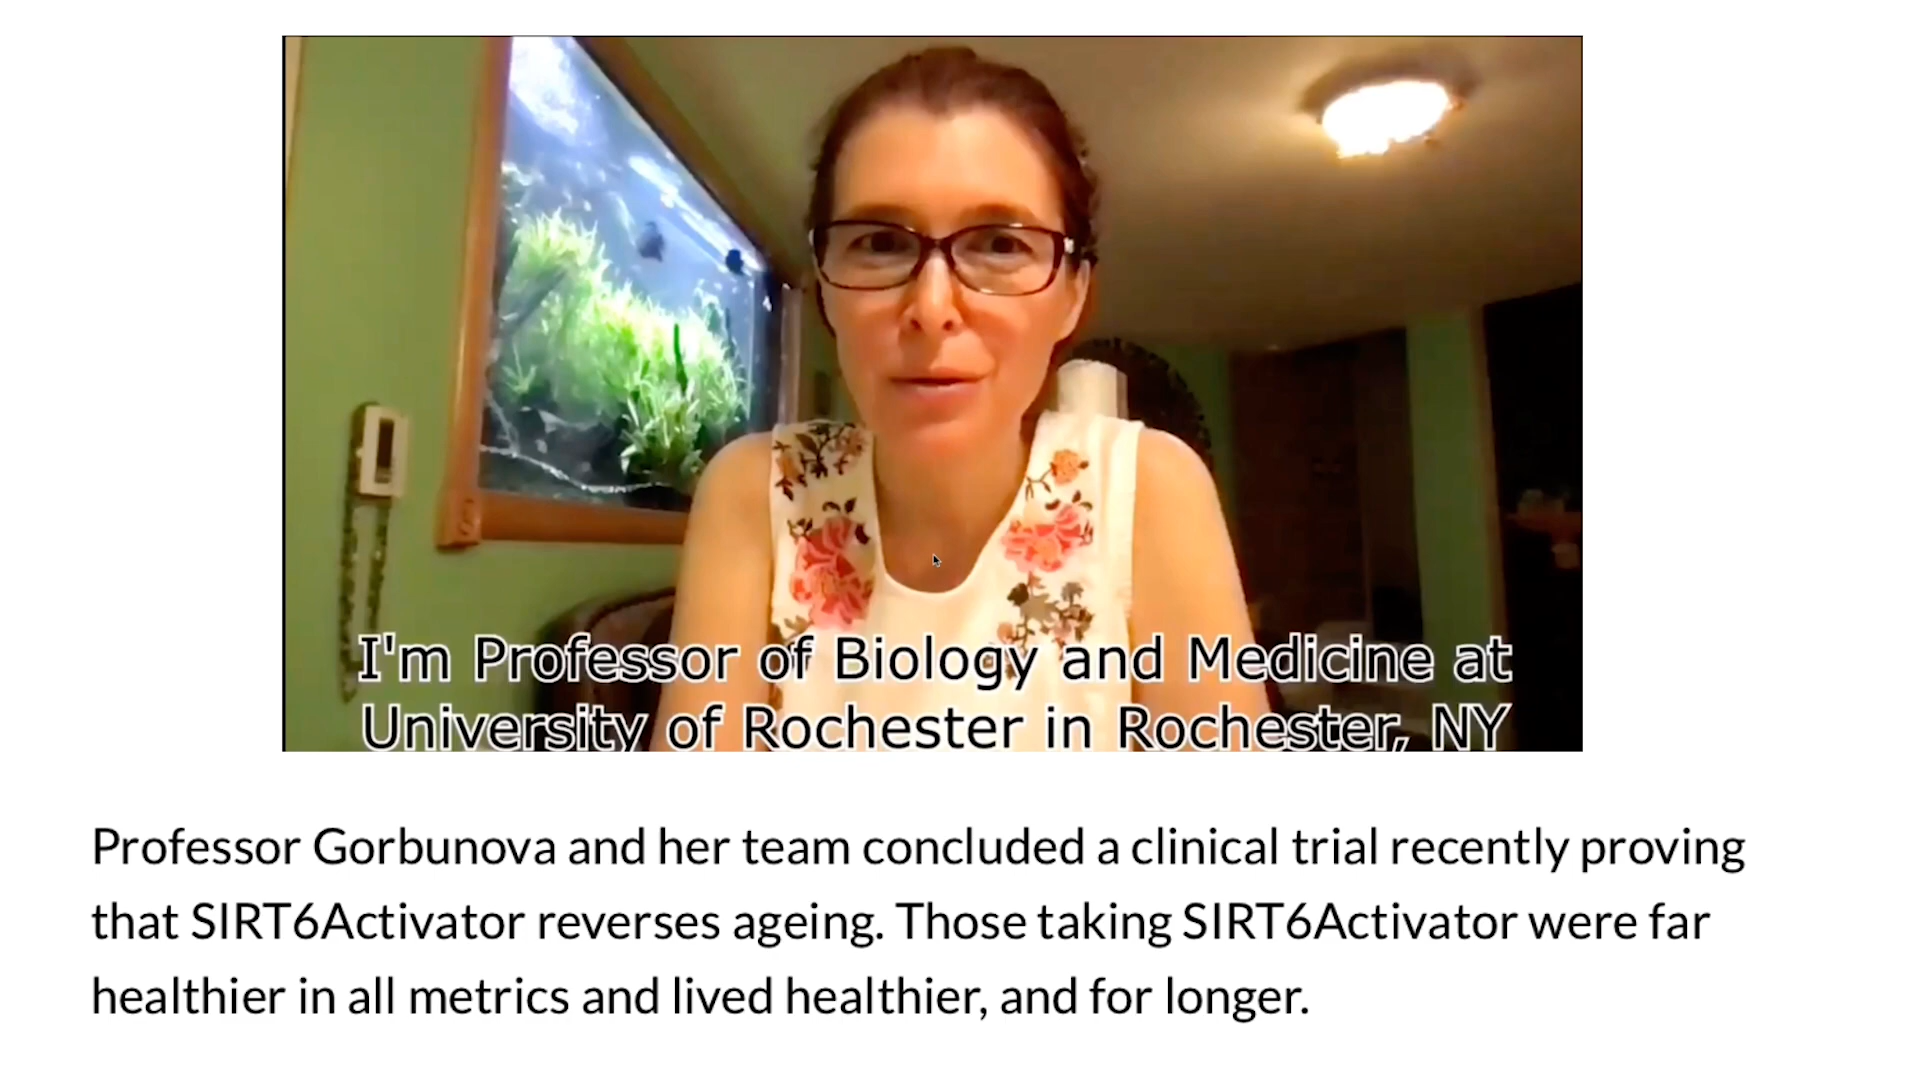 I'm Professor of Biology and Medicine at
University of Rochester in Rochester, NY
Professor Gorbunova and her team concluded a clinical trial recently proving
that SIRT6Activator reverses ageing. Those taking SIRT6Activator were far
healthier in all metrics and lived healthier, and for longer.